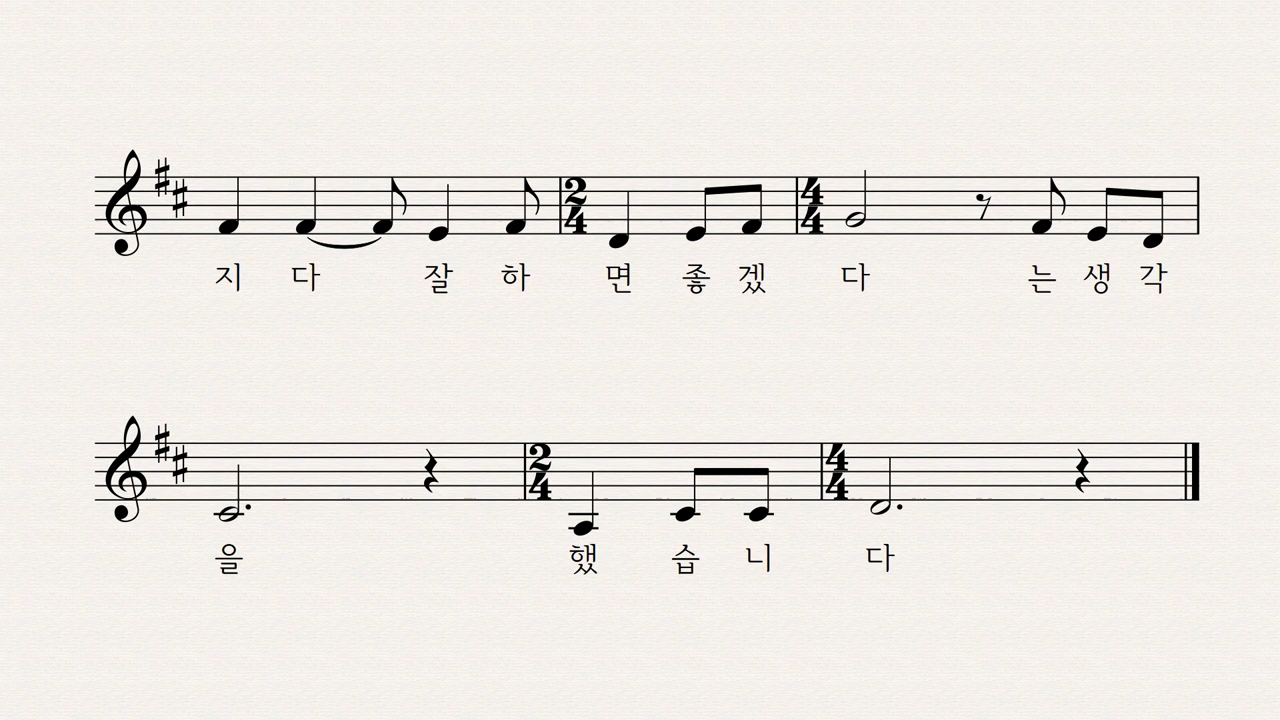 지 다 잘 하 면 좋 겠 다 는 생 각
을 했 습 니 다